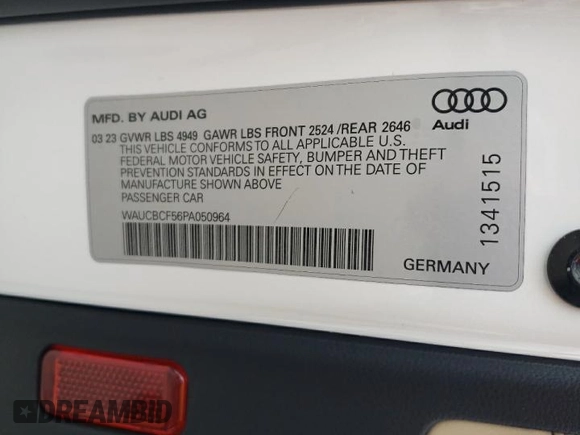 MFD. BY AUDI AG
Audi
03 23 GVWR LBS 4949 GAWR LBS FRONT 2524 /REAR 2646
THIS VEHICLE CONFORMS TO ALL APPLICABLE U.S.
FEDERAL MOTOR VEHICLE SAFETY, BUMPER AND THEFT
PREVENTION STANDARDS IN EFFECT ON THE DATE OF
MANUFACTURE SHOWN ABOVE
PASSENGER CAR
WAUCBCF56PA050964
1341515
GERMANY
DREAMBID